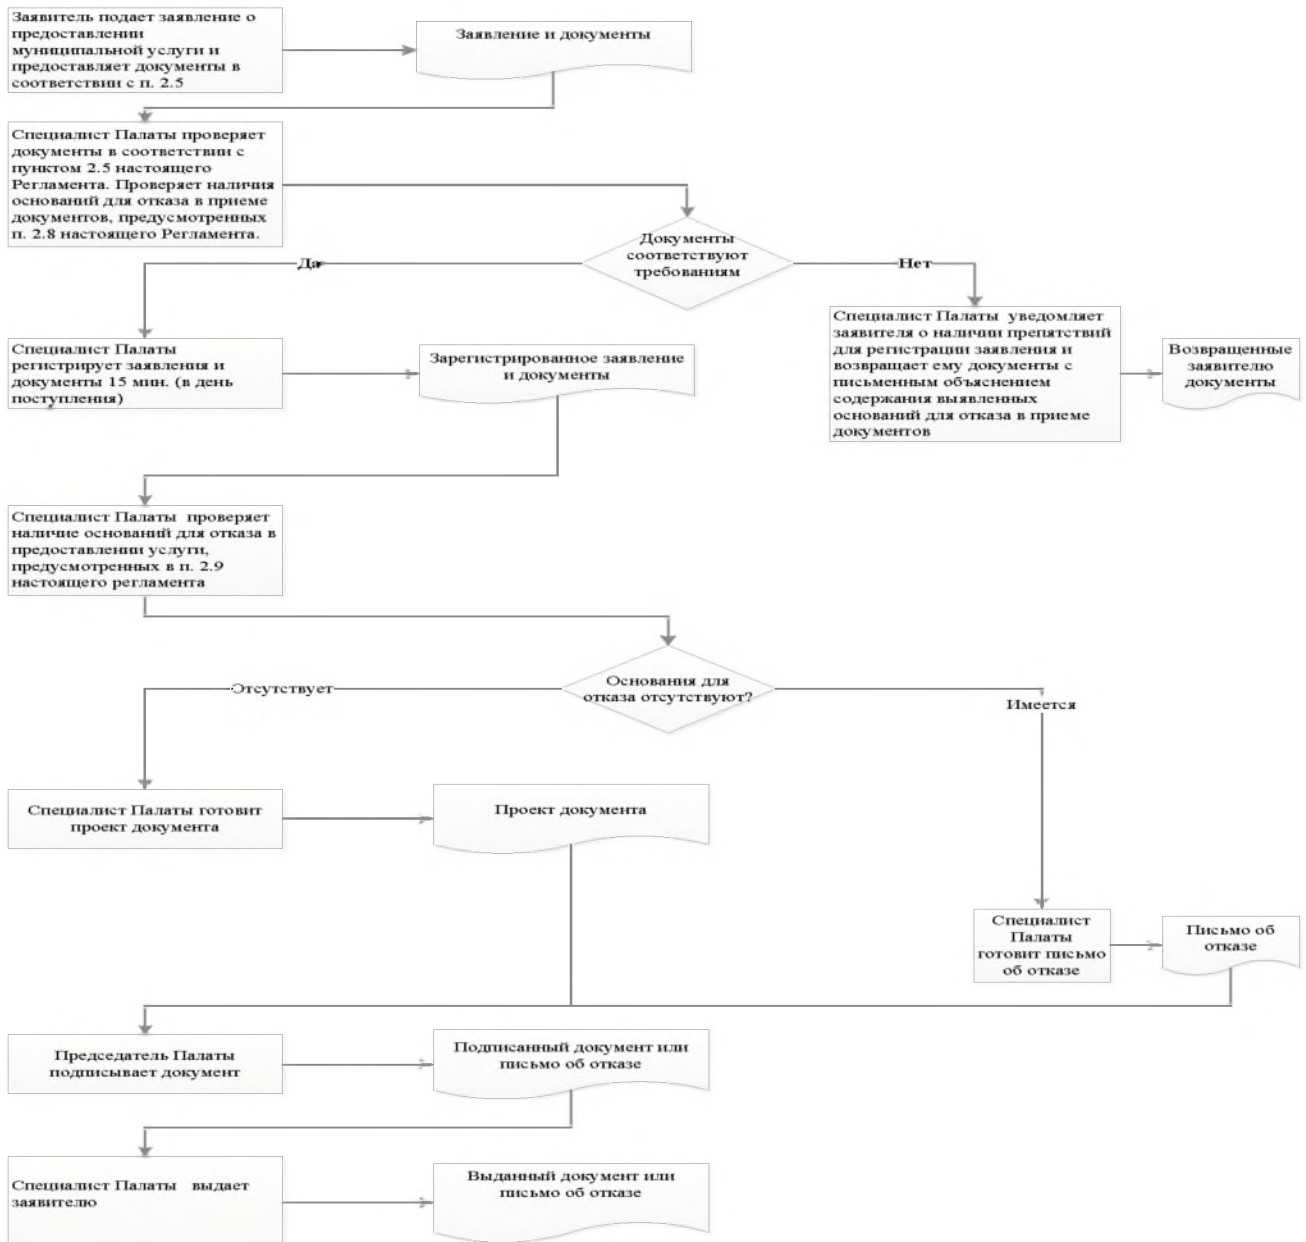 Заявитель подает заявление о
предоставлении
муниципальной услуги и
предоставляет документы в
соответствии с п. 2.5
Заявление и документы
Специалист Палаты проверяет
документы в соответствии с
пунктом 2.5 настоящего
Регламента. Проверяет наличия
оснований для отказа в приеме
документов, предусмотренных
п. 2.8 настоящего Регламента.
Документы
соответствуют
требованиям
Да
Нет
Специалист Палаты
регистрирует заявления и
документы 15 мин. (в день
поступления)
Зарегистрированное заявление
и документы
Специалист Палаты уведомляет
заявителя о наличии препятствий
для регистрации заявления и
возвращает ему документы с
письменным объяснением
содержания выявленных
оснований для отказа в приеме
документов
Возвращенные
заявителю
документы
Специалист Палаты проверяет
наличие оснований для отказа в
предоставлении услуги,
предусмотренных в п. 2.9
настоящего регламента
Основания для
отказа отсутствуют?
Отсутствует
Имеется
Специалист Палаты готовит
проект документа
Проект документа
Специалист
Палаты
готовит письмо
об отказе
Письмо об
отказе
Председатель Палаты
подписывает документ
Подписанный документ или
письмо об отказе
Специалист Палаты выдает
заявителю
Выданный документ или
письмо об отказе